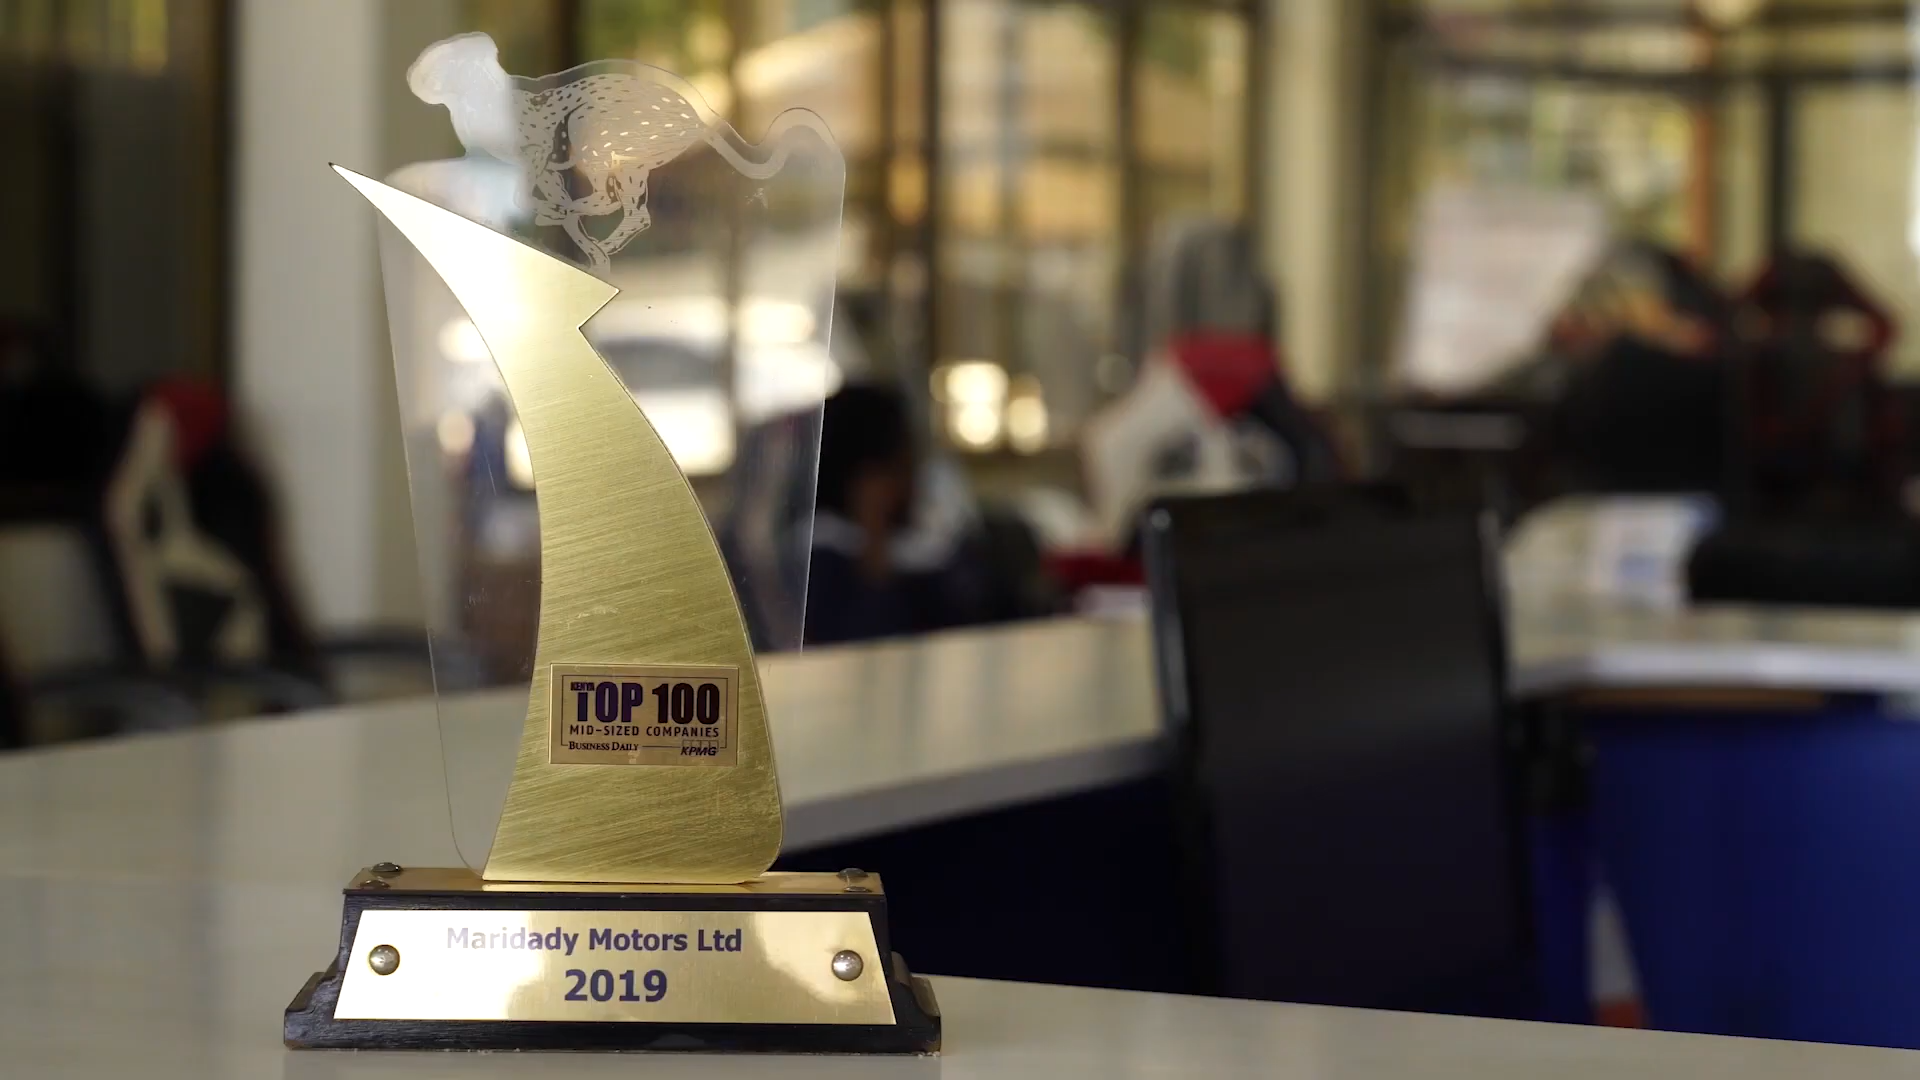 KENYA
TOP 100
MID-SIZED COMPANIES
BUSINESS DAILY
KPMG
Maridady Motors Ltd
2019